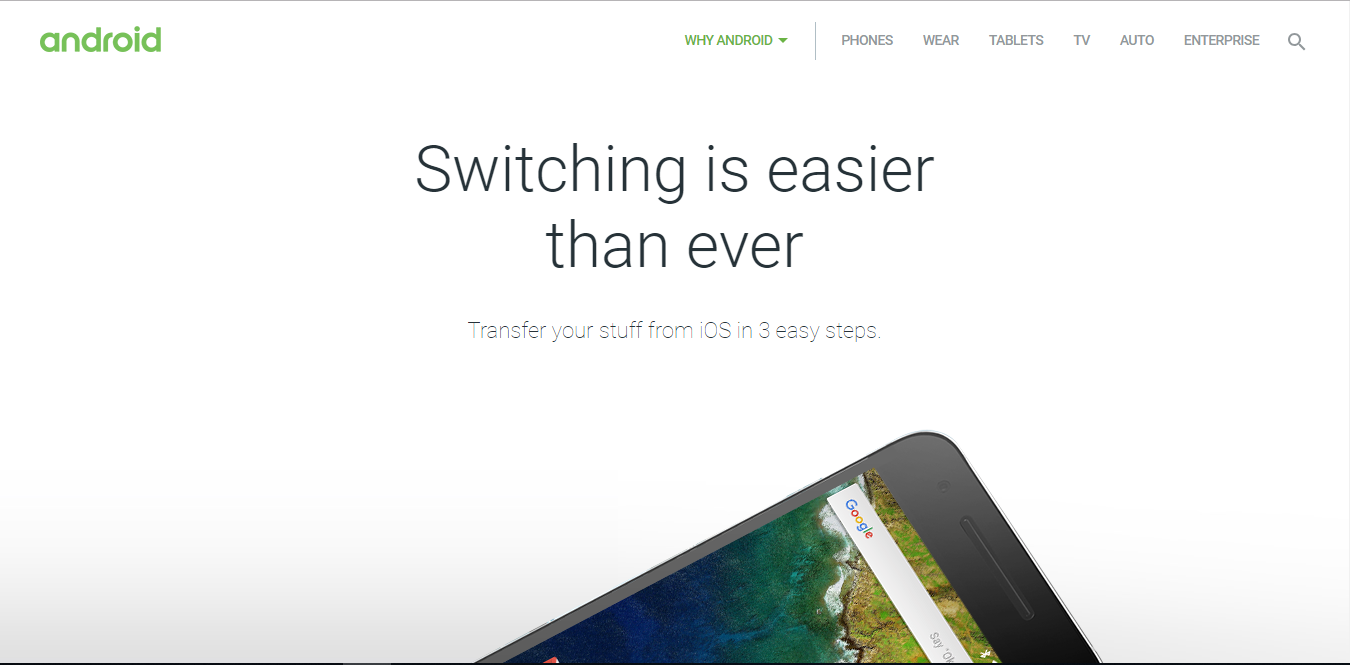 android
WHY ANDROID
PHONES
WEAR
TABLETS
TV
AUTO
ENTERPRISE
Switching is easier
than ever
Transfer your stuff from iOS in 3 easy steps.
Google
Say "Ok